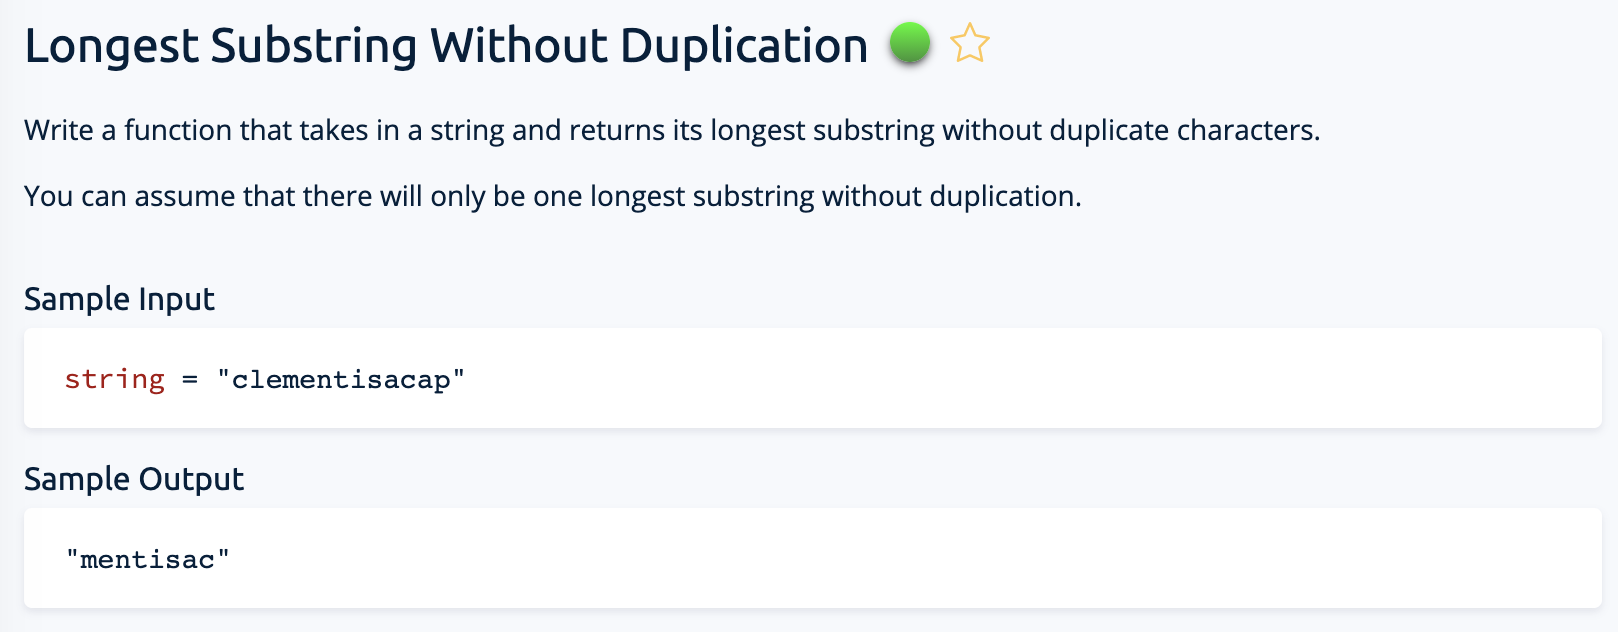 Longest Substring Without Duplication
Write a function that takes in a string and returns its longest substring without duplicate characters.
You can assume that there will only be one longest substring without duplication.
Sample Input
string = "clementisacap"
Sample Output
"mentisac"